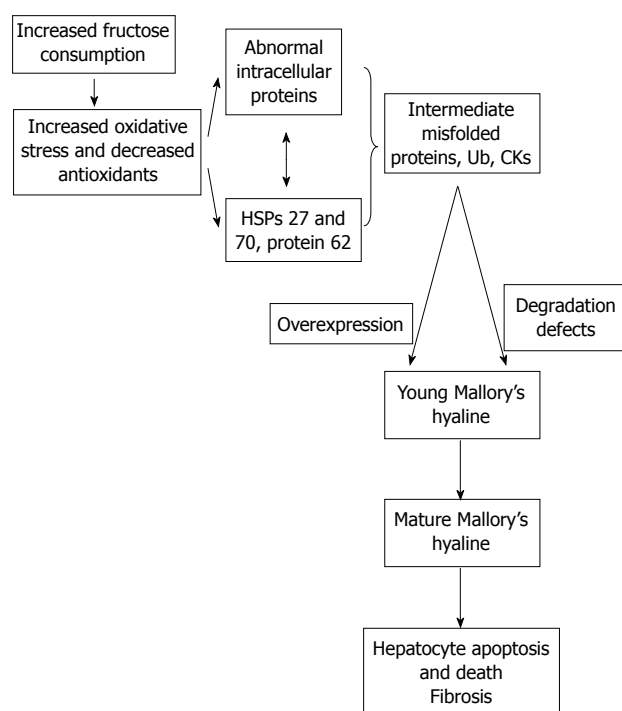 Increased fructose
consumption
Increased oxidative
stress and decreased
antioxidants
Abnormal
intracellular
proteins
HSPs 27 and
70, protein 62
Intermediate
misfolded
proteins, Ub, CKs
Overexpression
Degradation
defects
Young Mallory's
hyaline
Mature Mallory's
hyaline
Hepatocyte apoptosis
and death
Fibrosis